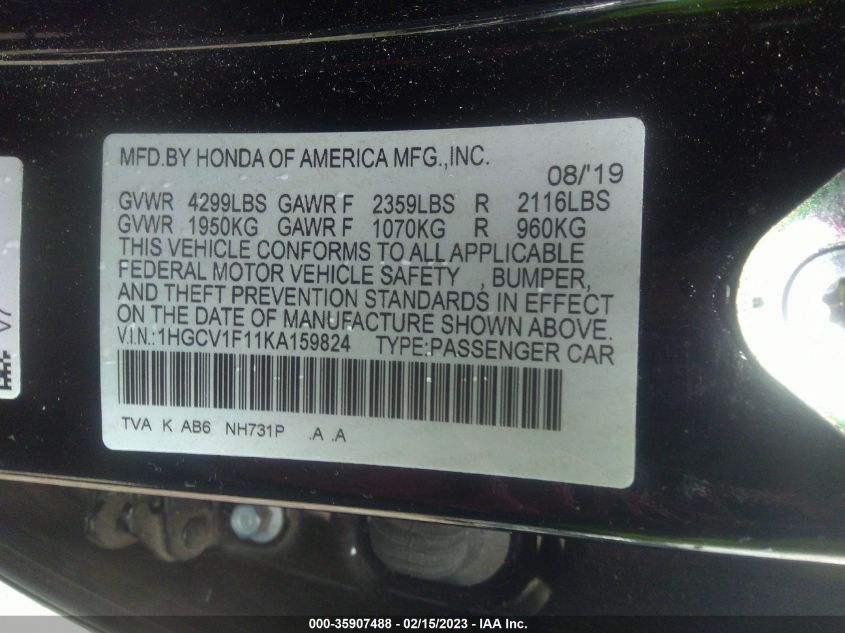 MFD.BY HONDA OF AMERICA MFG.,INC.
08/'19
GVWR 4299LBS GAWR F 2359LBS R 2116LBS
GVWR 1950KG GAWR F 1070KG R 960KG
THIS VEHICLE CONFORMS TO ALL APPLICABLE
FEDERAL MOTOR VEHICLE SAFETY , BUMPER,
AND THEFT PREVENTION STANDARDS IN EFFECT
ON THE DATE OF MANUFACTURE SHOWN ABOVE.
V.I.N.:1HGCV1F11KA159824 TYPE:PASSENGER CAR
TVA K AB6 NH731P .A .A
V7
000-35907488 - 02/15/2023 - IAA Inc.